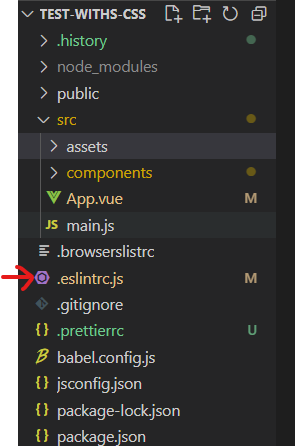 TEST-WITHS-CSS
.history
node_modules
public
src
assets
components
App.vue M
JS main.js
.browserslistrc
.eslintrc.js M
.gitignore
{} .prettierrc U
babel.config.js
{} jsconfig.json
{} package-lock.json
{} package.json